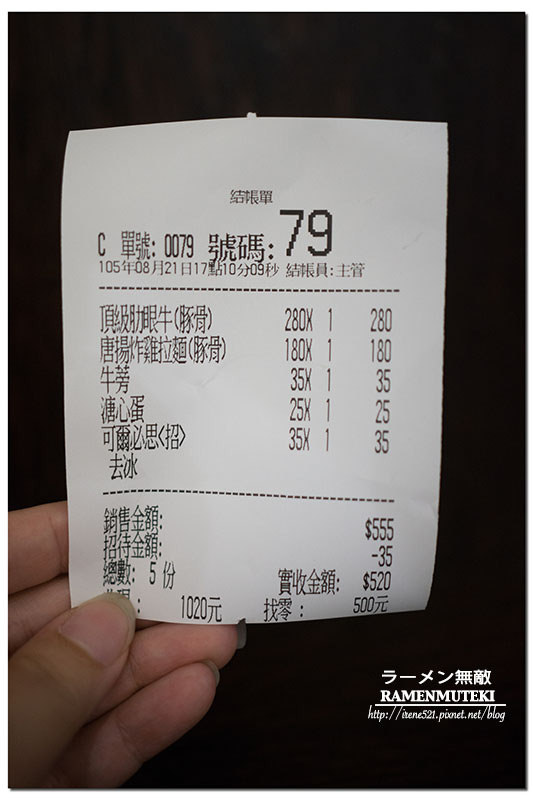 結帳單
C 單號: 0079 號碼: 79
105年08月21日17點10分09秒 結帳員:主管
頂級肋眼牛(豚骨) 280X 1 280
唐揚炸雞拉麵(豚骨) 180X 1 180
牛蒡 35X 1 35
溏心蛋 25X 1 25
可爾必思<招> 35X 1 35
去冰
銷售金額: $555
招待金額: -35
總數: 5 份 實收金額: $520
: 1020元 找零 : 500元
ラーメン無敵
RAMENMUTEKI
http://irene521.pixnet.net/blog